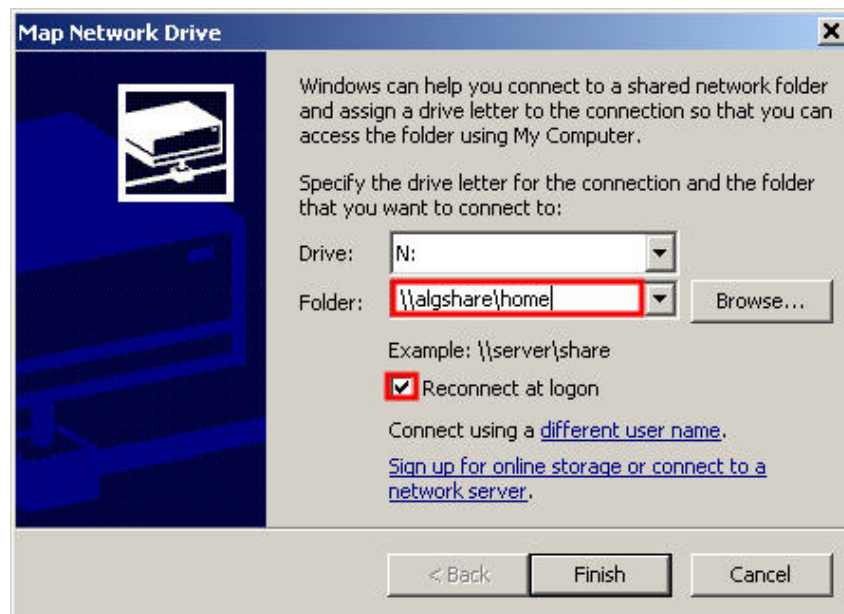 Map Network Drive
Windows can help you connect to a shared network folder
and assign a drive letter to the connection so that you can
access the folder using My Computer.
Specify the drive letter for the connection and the folder
that you want to connect to:
Drive: N:
Folder: \\algshare\home Browse...
Example: \\server\share
Reconnect at logon
Connect using a different user name.
Sign up for online storage or connect to a
network server.
< Back Finish Cancel